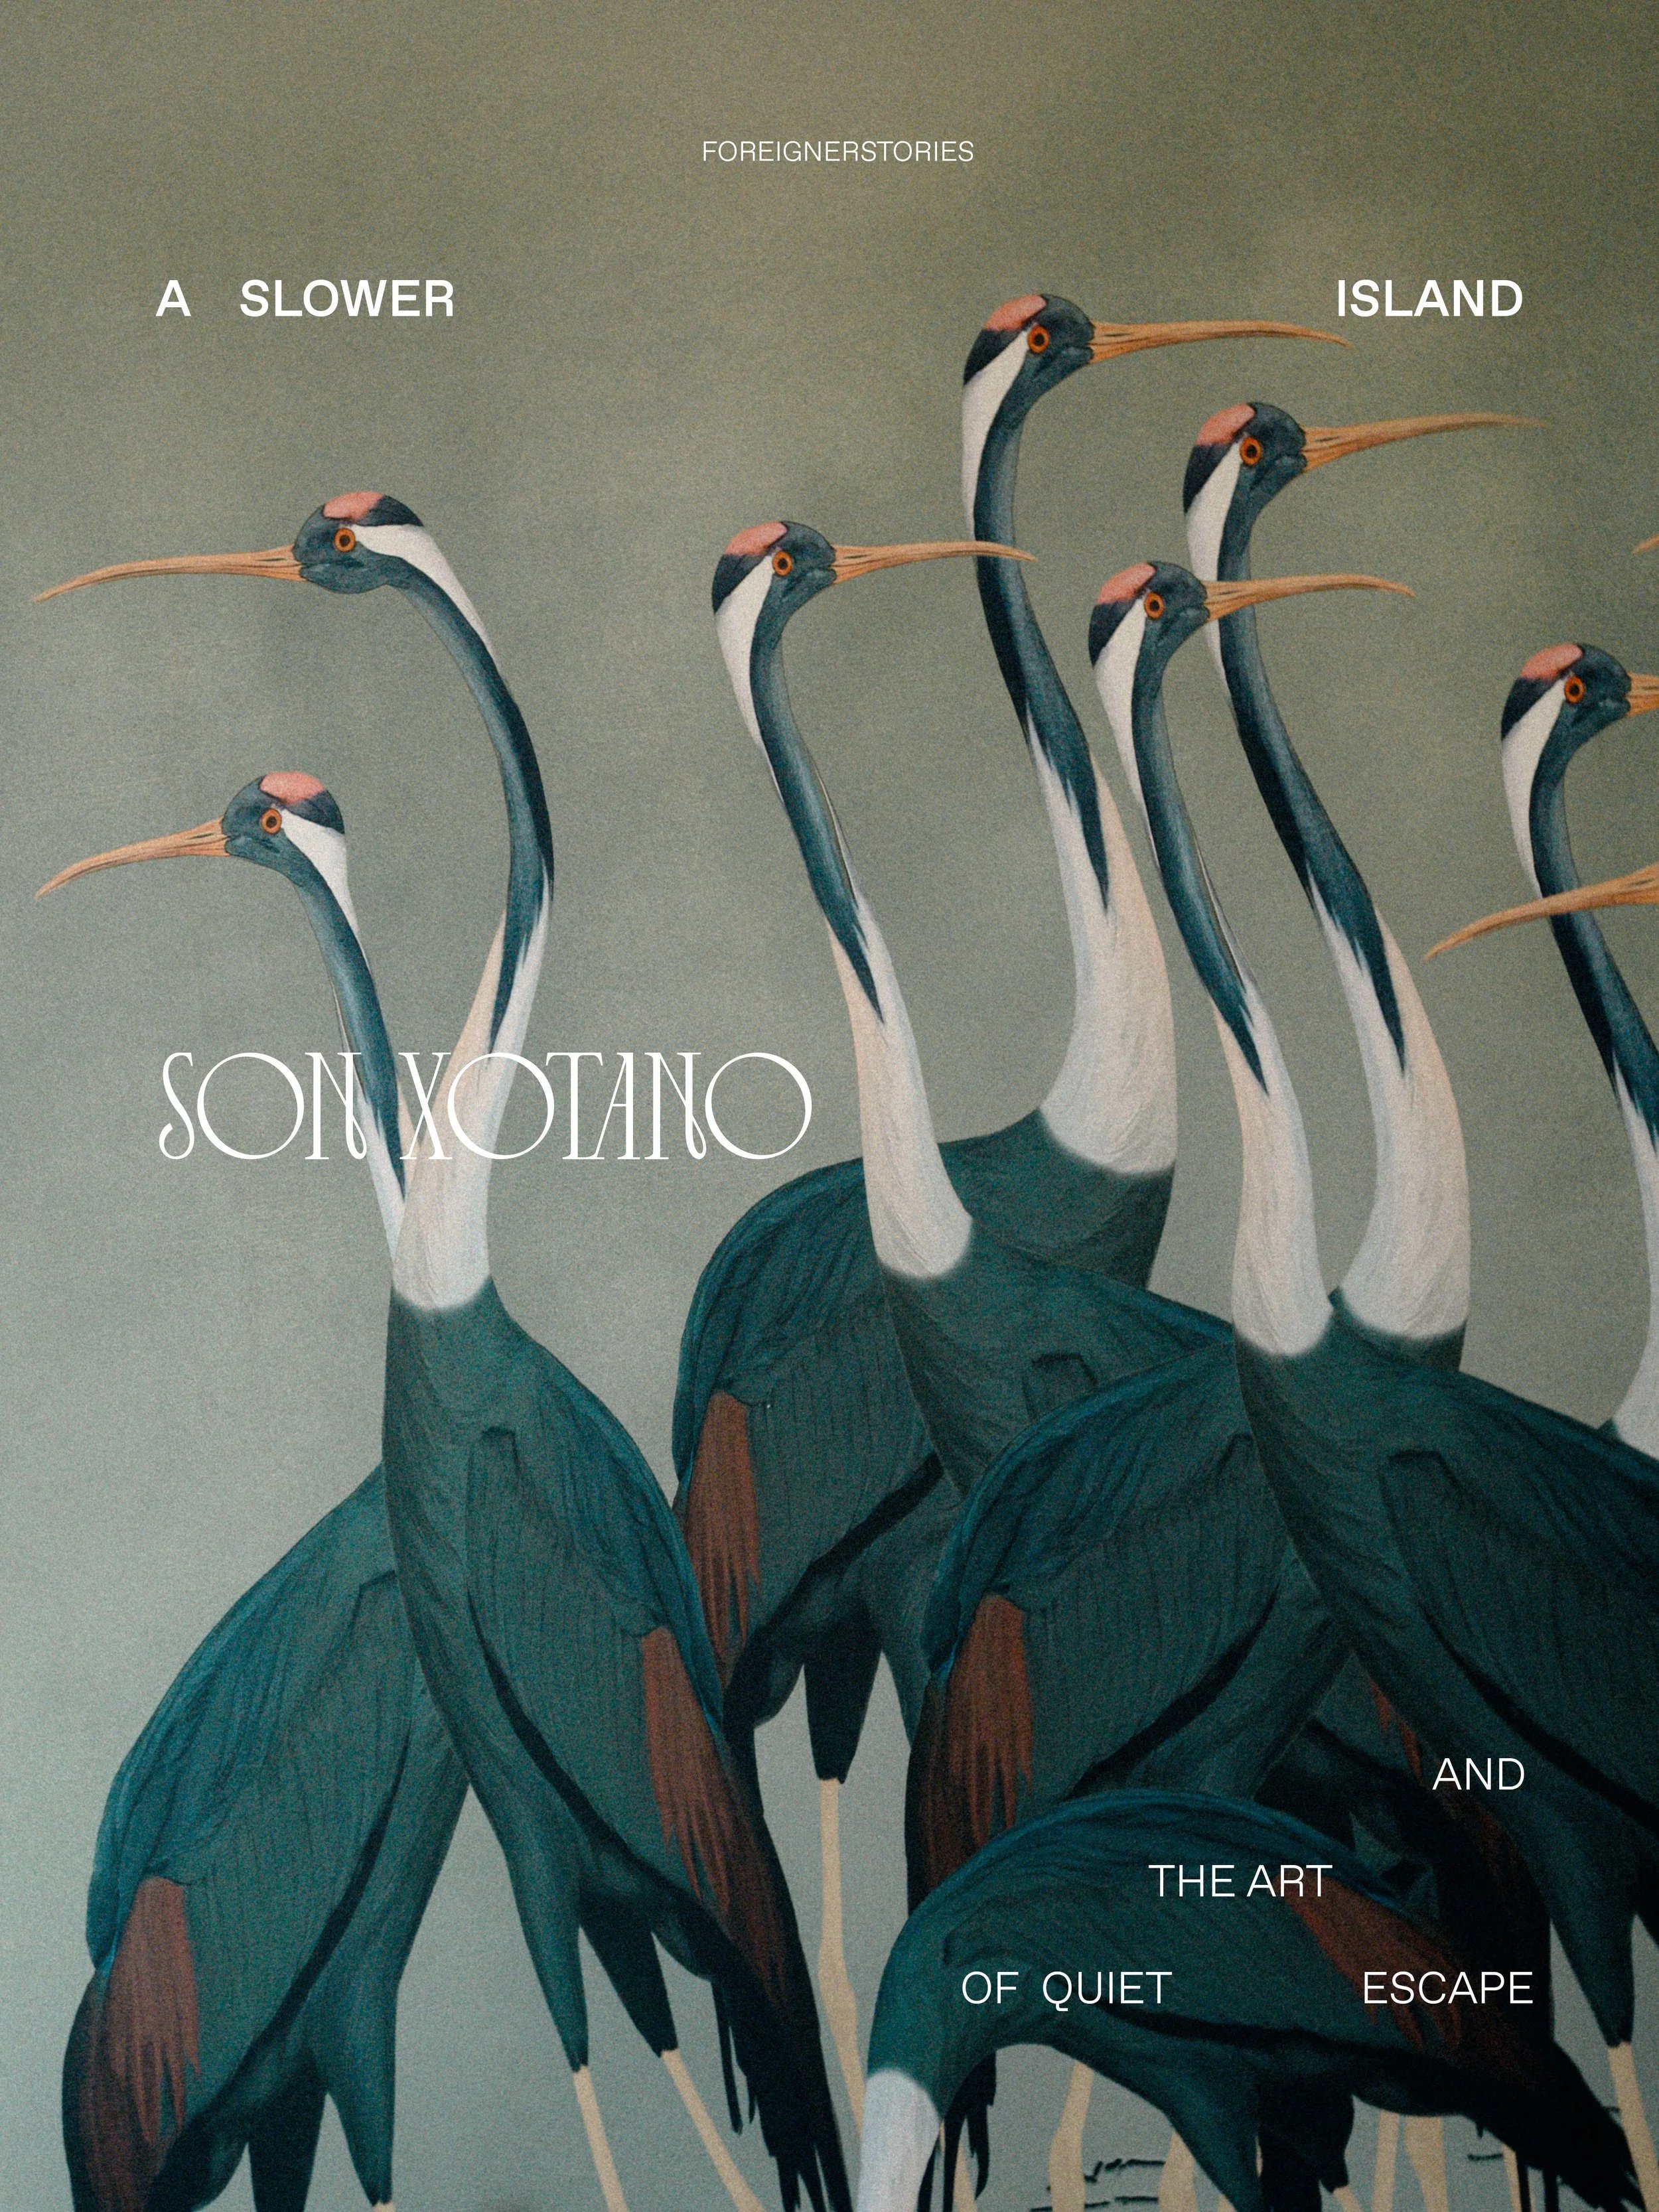 FOREIGNERSTORIES
A SLOWER ISLAND
SON XOTANO
AND
THE ART
OF QUIET ESCAPE